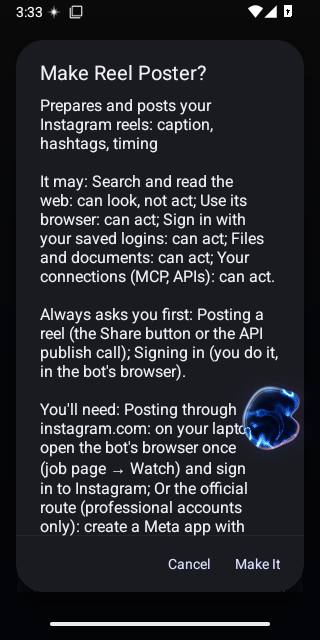 3:33
Make Reel Poster?
Prepares and posts your
Instagram reels: caption,
hashtags, timing
It may: Search and read the
web: can look, not act; Use its
browser: can act; Sign in with
your saved logins: can act; Files
and documents: can act; Your
connections (MCP, APIs): can act.
Always asks you first: Posting a
reel (the Share button or the API
publish call); Signing in (you do it,
in the bot's browser).
You'll need: Posting through
instagram.com: on your
open the bot's browser once
(job page → Watch) and sign
in to Instagram; Or the official
route (professional accounts
only): create a Meta app with
Cancel Make It